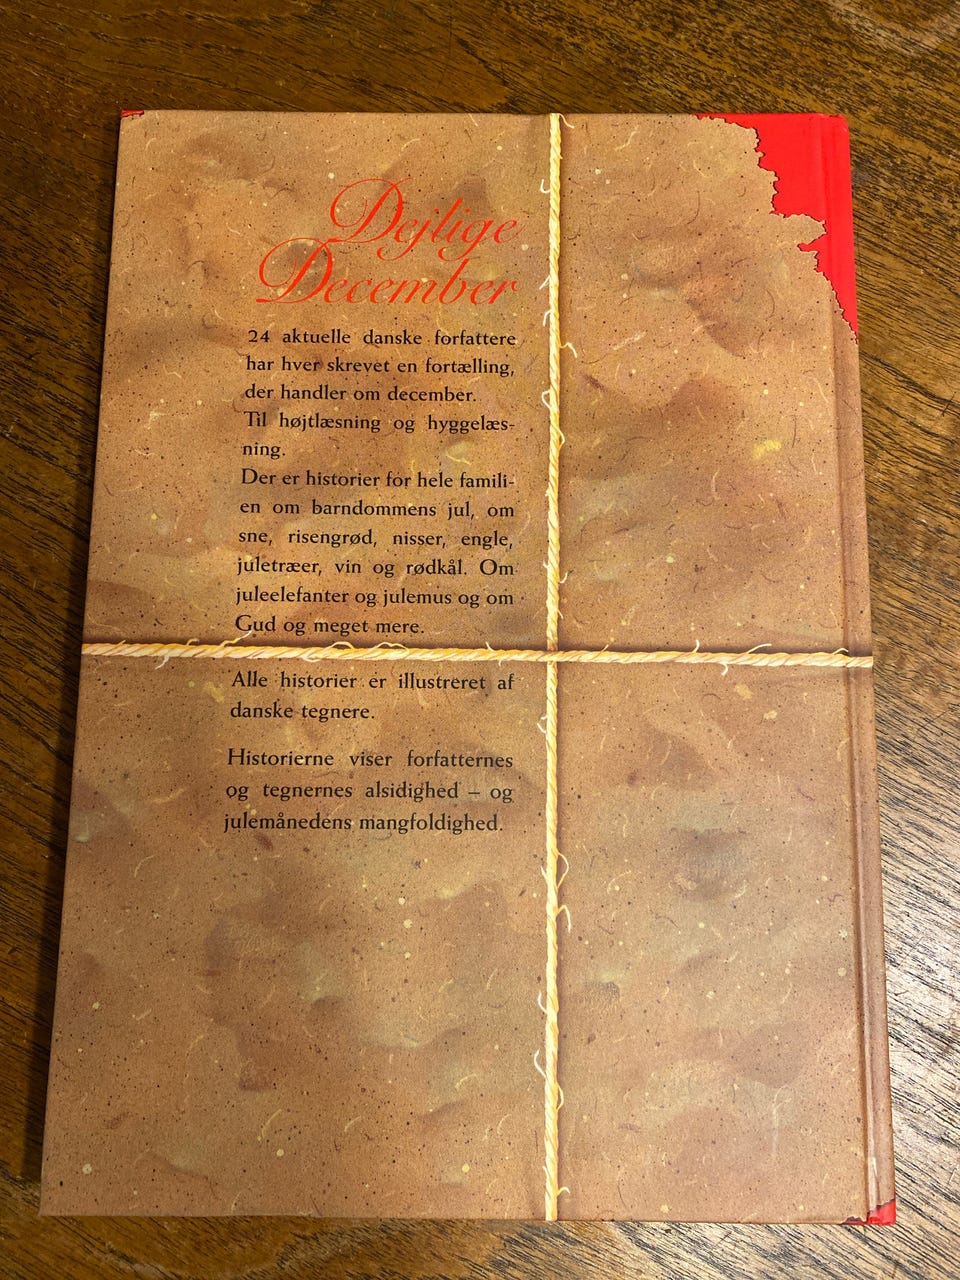 Dejlige
December
24 aktuelle danske forfattere
har hver skrevet en fortælling,
der handler om december.
Til højtlæsning og hyggelæs-
ning.
Der er historier for hele famili-
en om barndommens jul, om
sne, risengrød, nisser, engle,
juletræer, vin og rødkål. Om
juleelefanter og julemus og om
Gud og meget mere.
Alle historier er illustreret af
danske tegnere.
Historierne viser forfatternes
og tegnernes alsidighed – og
julemånedens mangfoldighed.